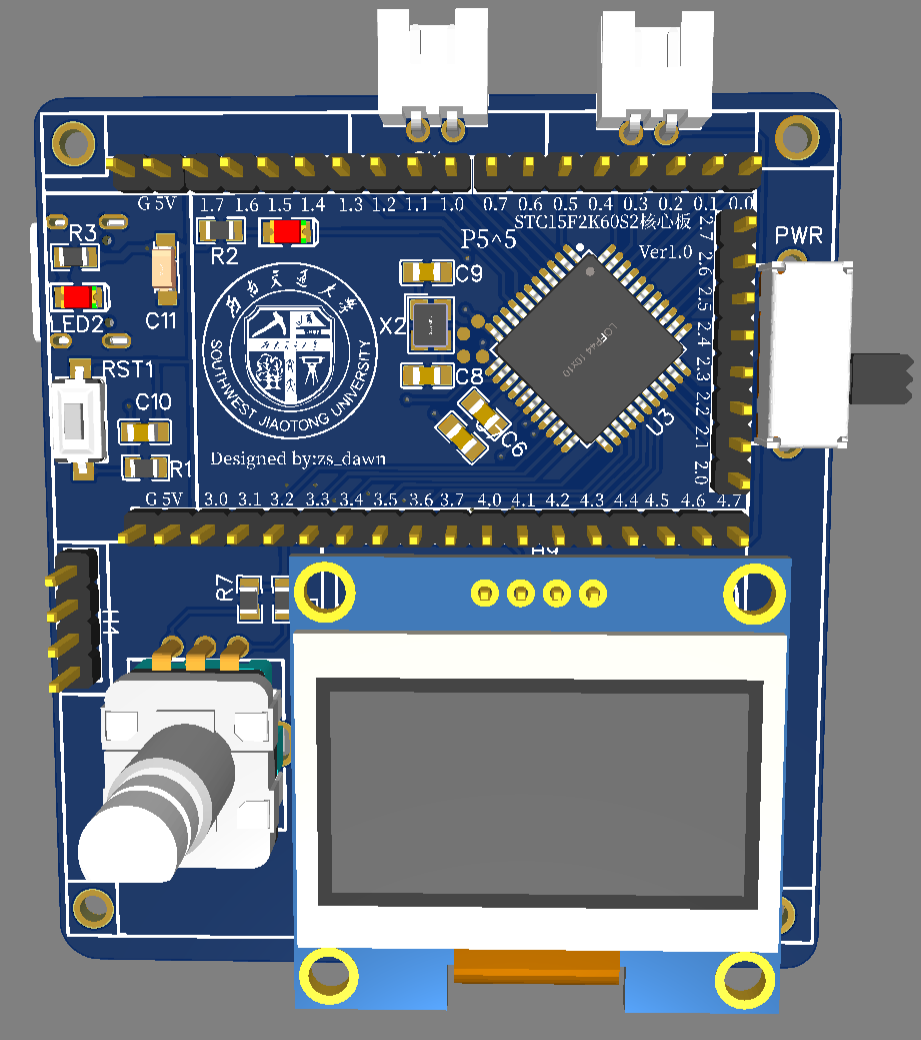 G 5V
1.7 1.6 1.5 1.4 1.3 1.2 1.1 1.0 0.7 0.6 0.5 0.4 0.3 0.2 0.1 0.0
STC15F2K60S2核心板
Ver1.0
P5^5
PWR
R3
R2
C9
LED2
C11
X2
C8
RST1
C10
R1
C6
U3
LQFP44 10x10
西南交通大学
SOUTHWEST JIAOTONG UNIVERSITY
Designed by:zs_dawn
2.7
2.6
2.5
2.4
2.3
2.2
2.1
2.0
G 5V
3.0 3.1 3.2 3.3 3.4 3.5 3.6 3.7 4.0 4.1 4.2 4.3 4.4 4.5 4.6 4.7
R7
H4